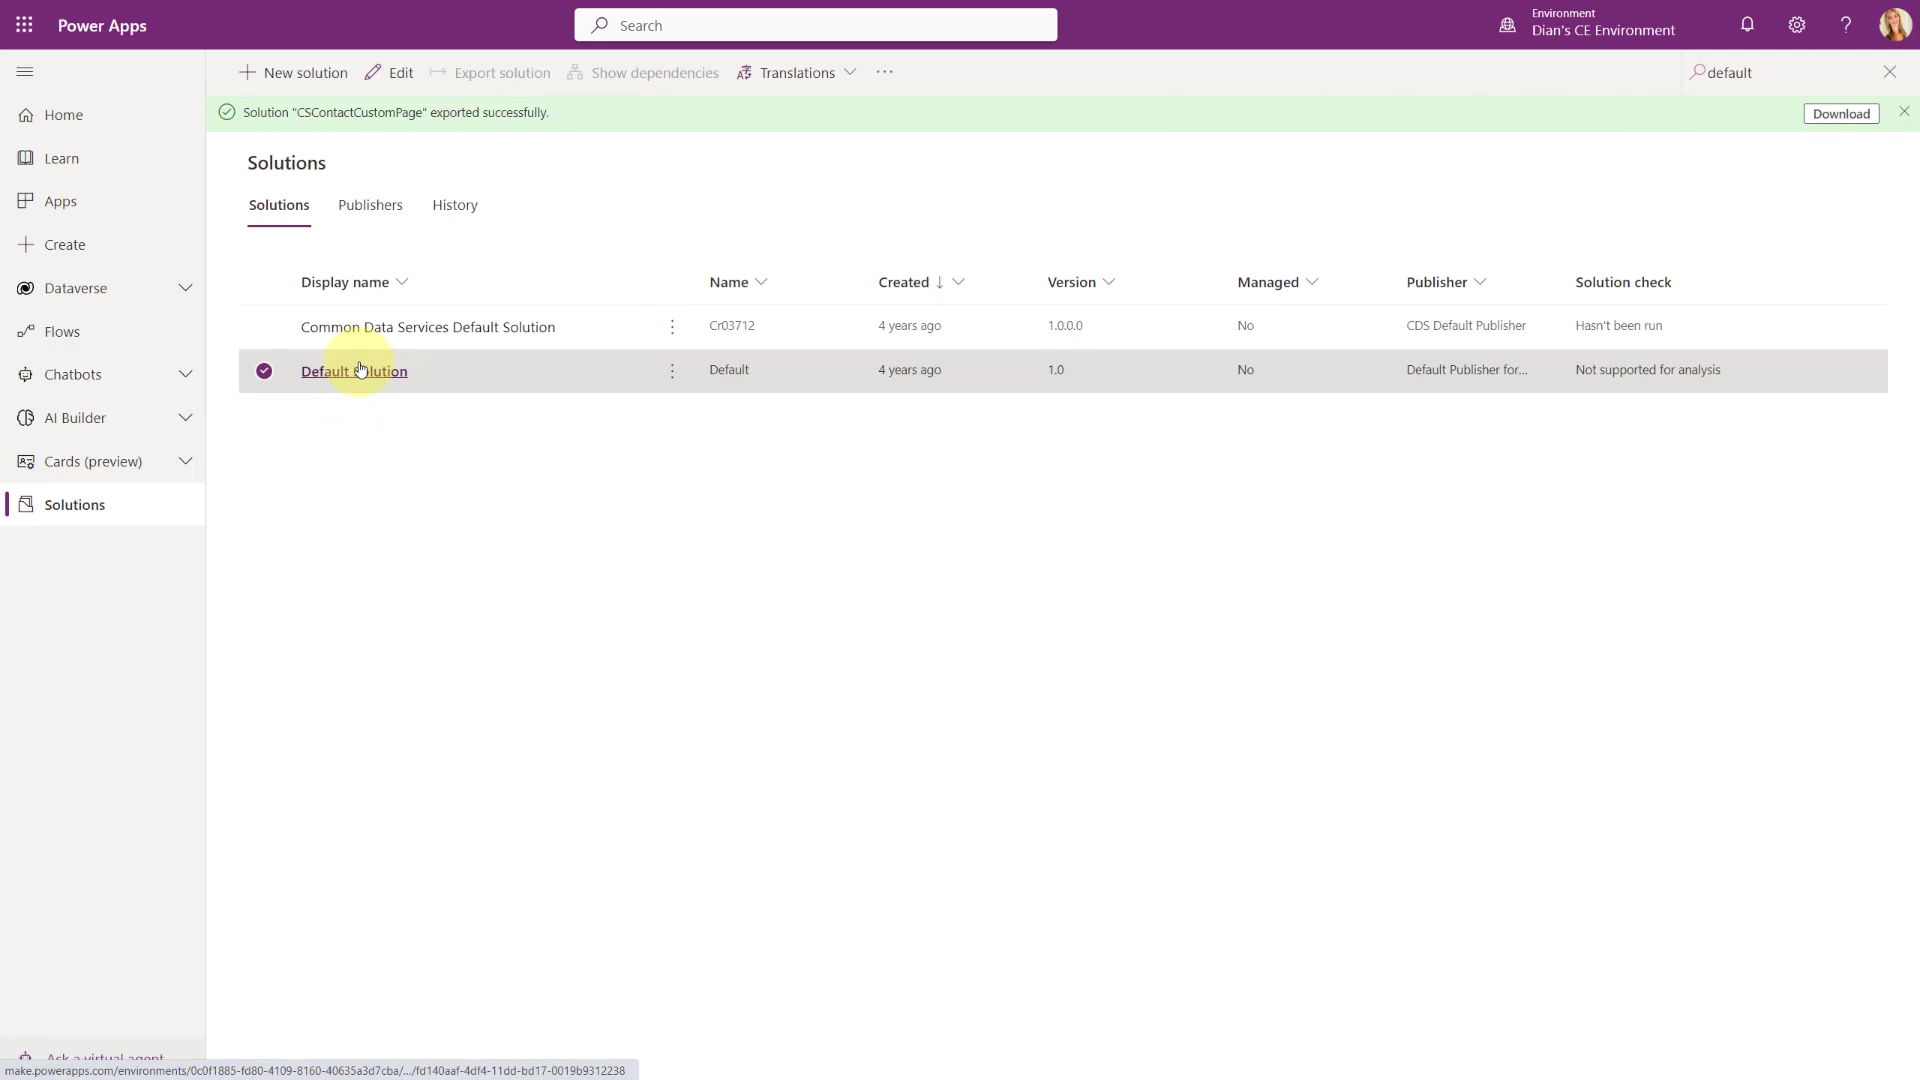 Power Apps
Search
Environment
Dian's CE Environment
New solution
Edit
Export solution
Show dependencies
Translations
default
Solution "CSContactCustomPage" exported successfully.
Download
Home
Learn
Apps
Create
Dataverse
Flows
Chatbots
AI Builder
Cards (preview)
Solutions
Solutions
Solutions Publishers History
Display name Name Created Version Managed Publisher Solution check
Common Data Services Default Solution Cr03712 4 years ago 1.0.0.0 No CDS Default Publisher Hasn't been run
Default Solution Default 4 years ago 1.0 No Default Publisher for... Not supported for analysis
Ask a virtual agent
make.powerapps.com/environments/0c0f1885-fd80-4109-8160-40635a3d7cba/.../fd140aaf-4df4-11dd-bd17-0019b9312238